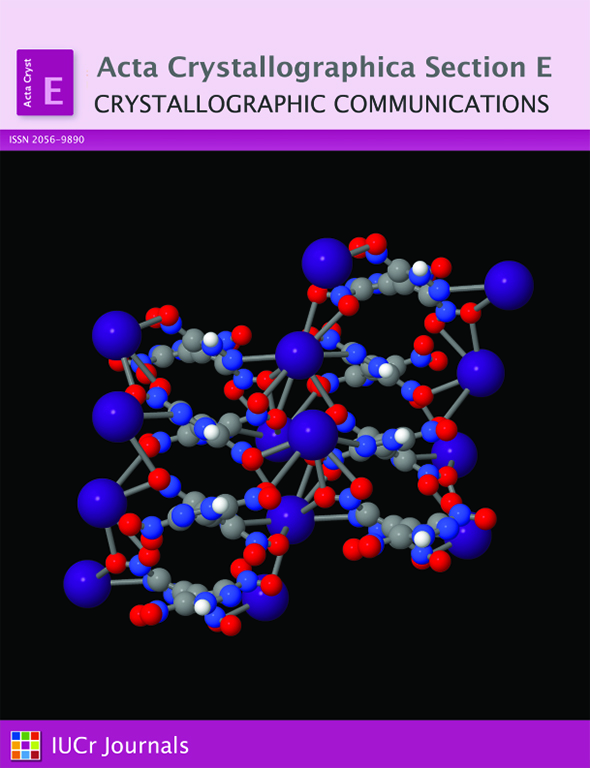 Acta Cryst
E
Acta Crystallographica Section E
CRYSTALLOGRAPHIC COMMUNICATIONS
ISSN 2056-9890
IUCr Journals